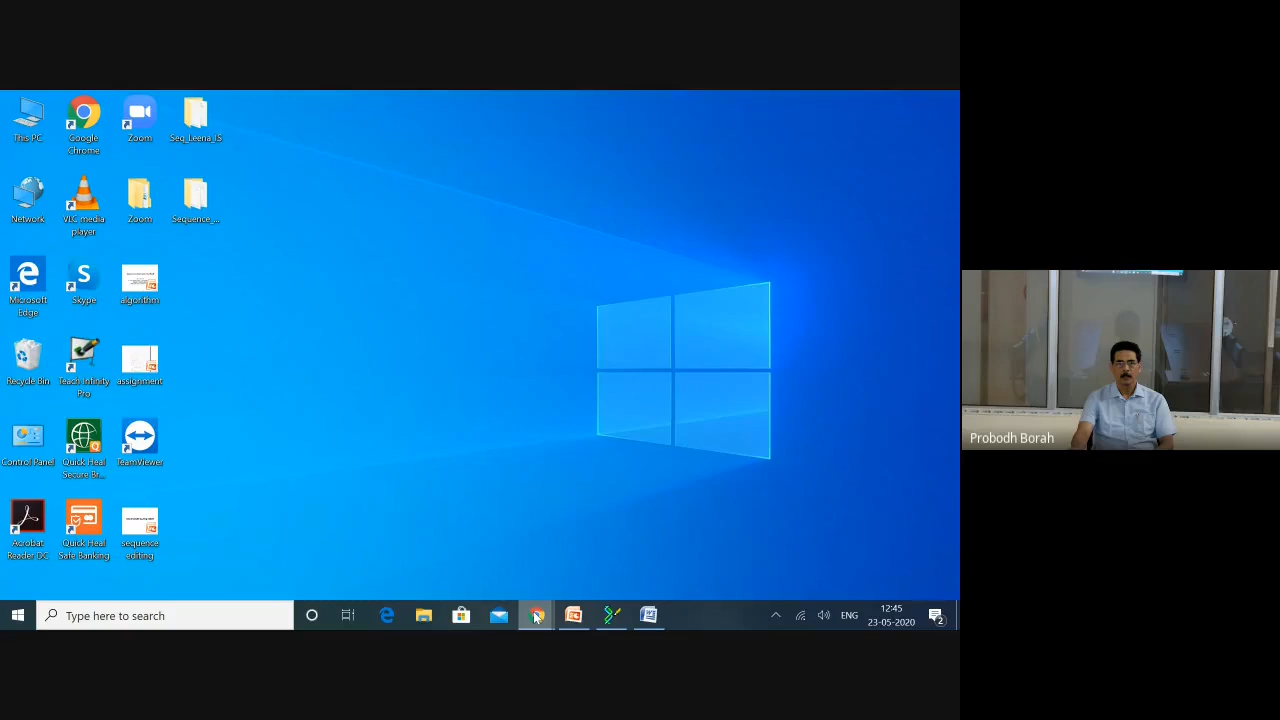 This PC
Google
Chrome
Zoom
Seq_Leena_JS
Network
VLC media
player
Zoom
Sequence_...
Microsoft
Edge
Skype
algorithm
Recycle Bin
Teach Infinity
Pro
assignment
Control Panel
Quick Heal
Secure Br...
TeamViewer
Acrobat
Reader DC
Quick Heal
Safe Banking
sequence
editing
Type here to search
ENG
12:45
23-05-2020
2
Probodh Borah